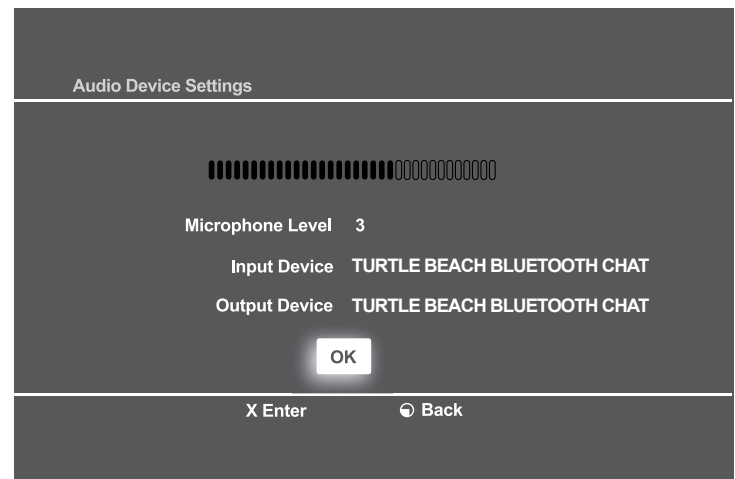 Audio Device Settings
Microphone Level 3
Input Device TURTLE BEACH BLUETOOTH CHAT
Output Device TURTLE BEACH BLUETOOTH CHAT
OK
X Enter Back